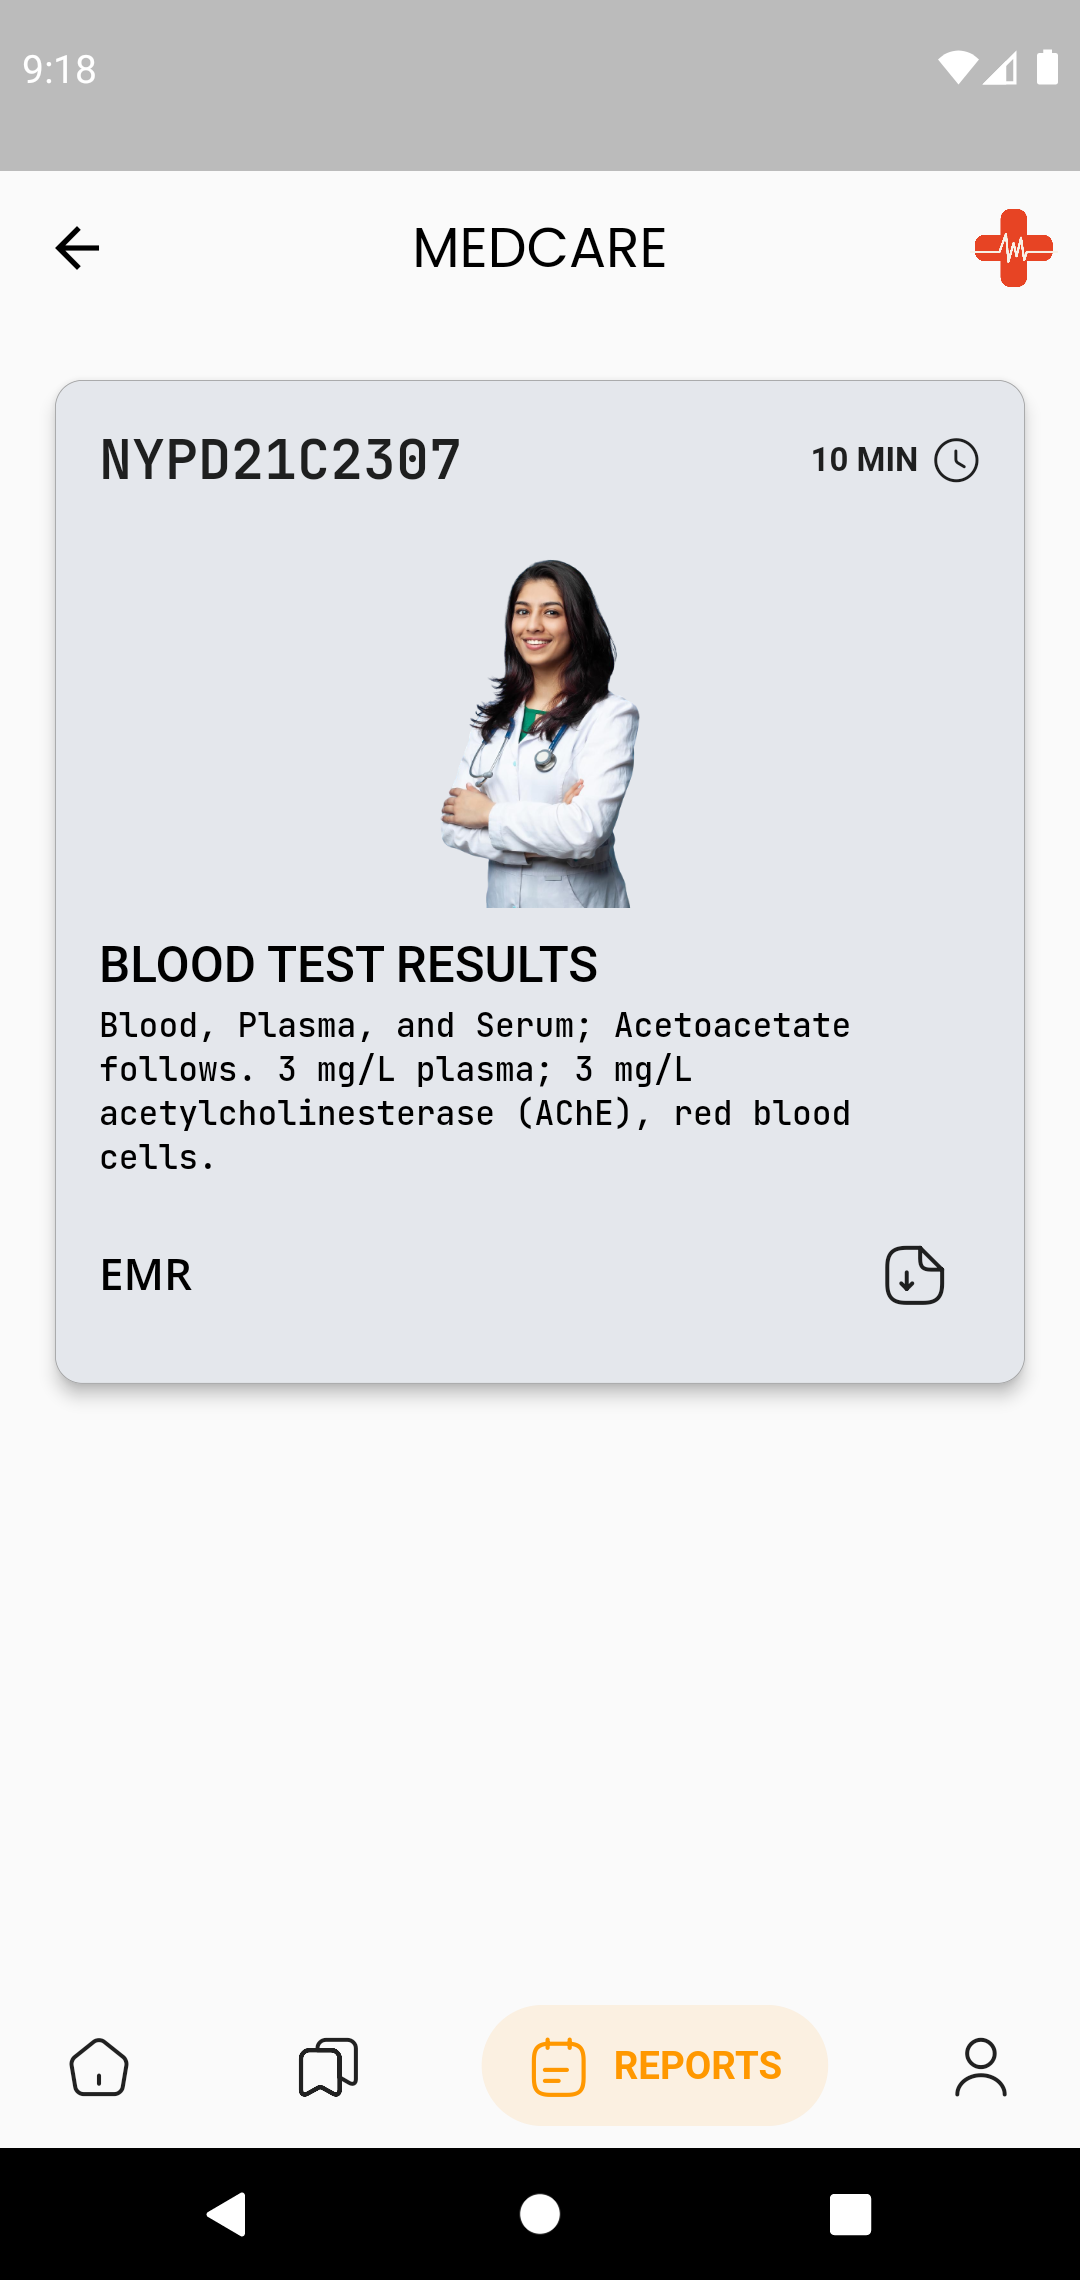 9:18
MEDCARE
NYPD21C2307
10 MIN
BLOOD TEST RESULTS
Blood, Plasma, and Serum; Acetoacetate
follows. 3 mg/L plasma; 3 mg/L
acetylcholinesterase (AChE), red blood
cells.
EMR
REPORTS